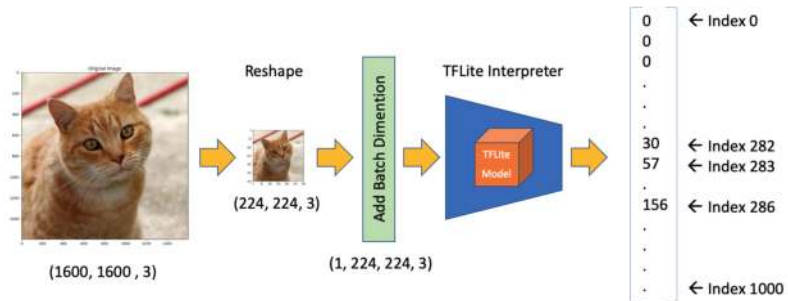 Original Image
(1600, 1600 , 3)
Reshape
(224, 224, 3)
Add Batch Dimention
(1, 224, 224, 3)
TFLite Interpreter
TFLite
Model
0 ← Index 0
0
0
.
.
.
30 ← Index 282
57 ← Index 283
.
156 ← Index 286
.
.
.
. ← Index 1000